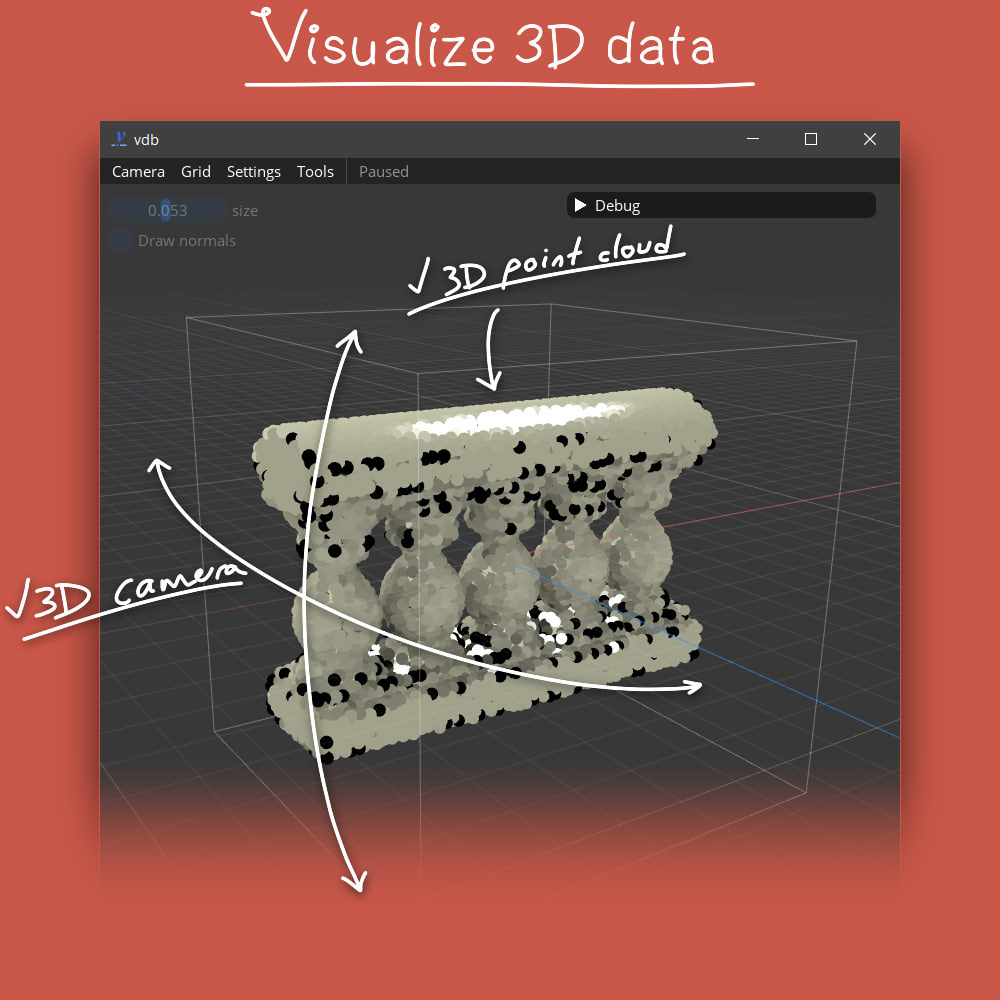 Visualize 3D data
vdb
Camera Grid Settings Tools Paused
0.053 size
Debug
Draw normals
√ 3D point cloud
√ 3D camera